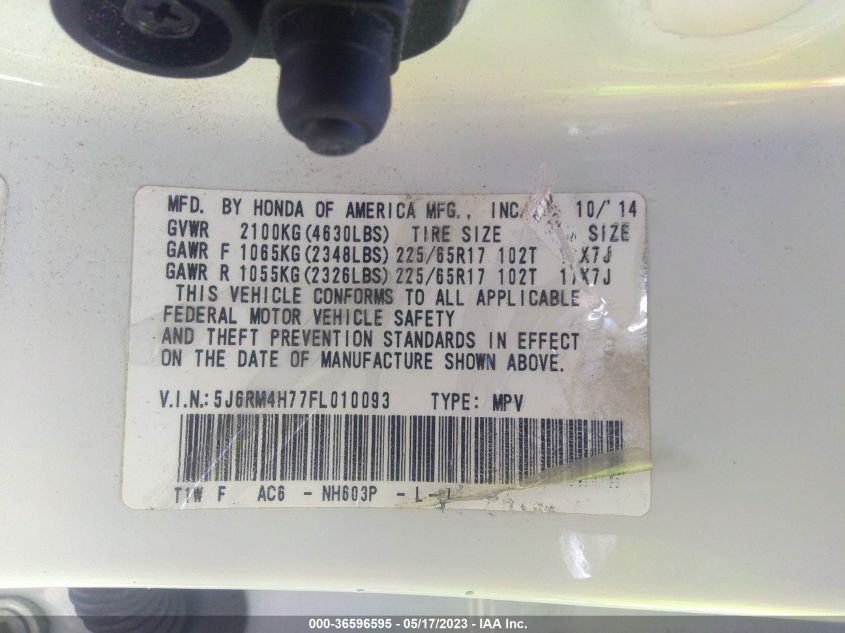 MFD. BY HONDA OF AMERICA MFG., INC. 10/'14
GVWR 2100KG(4630LBS) TIRE SIZE SIZE
GAWR F 1065KG(2348LBS) 225/65R17 102T X7J
GAWR R 1055KG(2326LBS) 225/65R17 102T 17X7J
THIS VEHICLE CONFORMS TO ALL APPLICABLE
FEDERAL MOTOR VEHICLE SAFETY
AND THEFT PREVENTION STANDARDS IN EFFECT
ON THE DATE OF MANUFACTURE SHOWN ABOVE.
V.I.N.: 5J6RM4H77FL010093 TYPE: MPV
T1W F AC6 - NH603P - L -
000-36596595 - 05/17/2023 - IAA Inc.